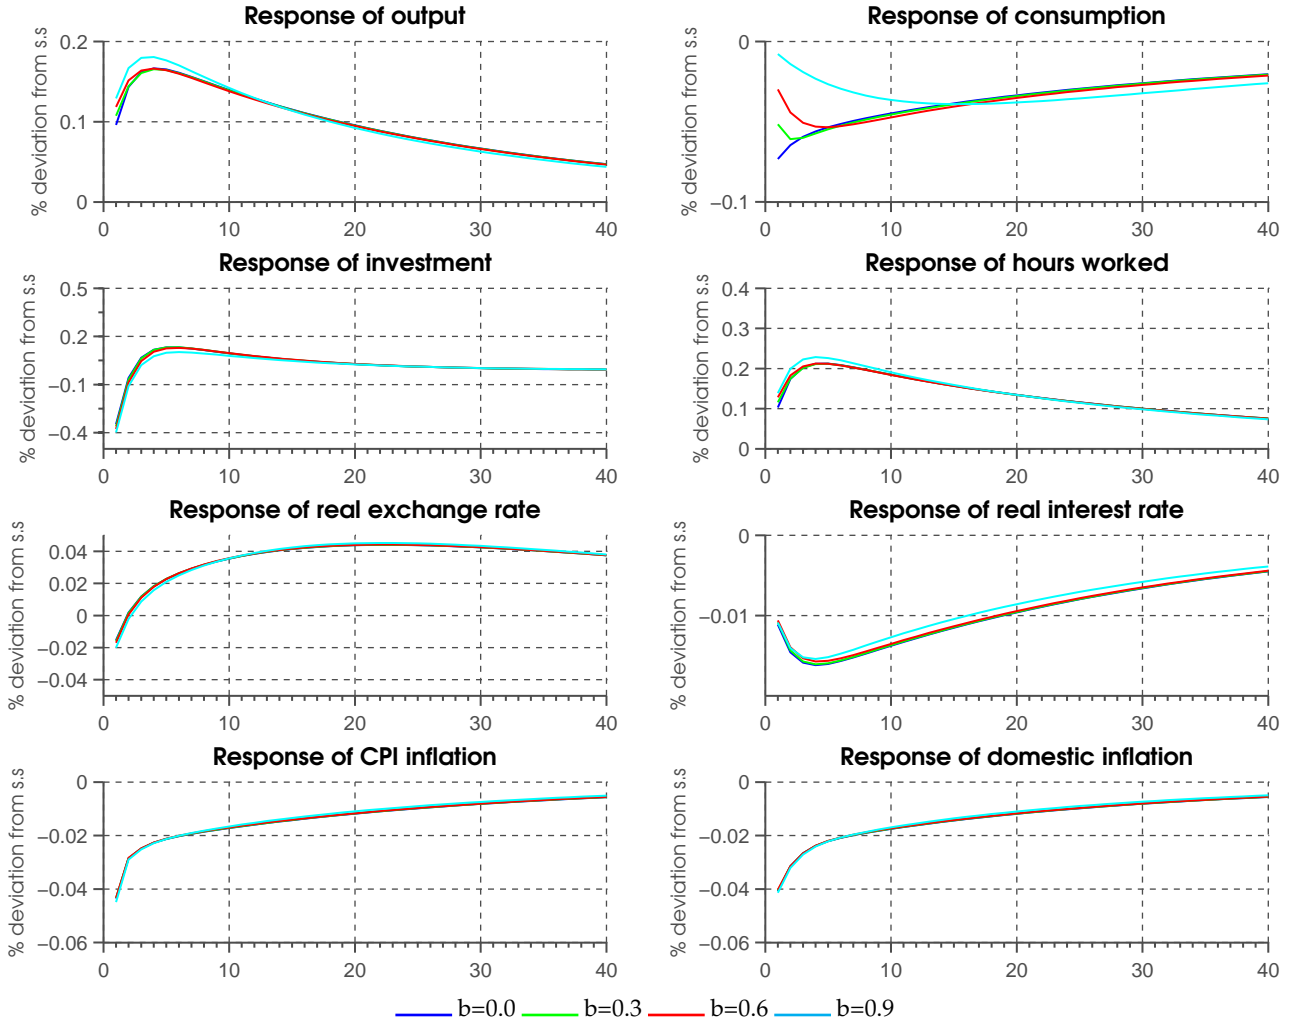 Response of output
% deviation from s.s
0.2
0.1
0
0 10 20 30 40
Response of consumption
% deviation from s.s
0
−0.1
0 10 20 30 40
Response of investment
% deviation from s.s
0.5
0.2
−0.1
−0.4
0 10 20 30 40
Response of hours worked
% deviation from s.s
0.4
0.3
0.2
0.1
0
0 10 20 30 40
Response of real exchange rate
% deviation from s.s
0.04
0.02
0
−0.02
−0.04
0 10 20 30 40
Response of real interest rate
% deviation from s.s
0
−0.01
0 10 20 30 40
Response of CPI inflation
% deviation from s.s
0
−0.02
−0.04
−0.06
0 10 20 30 40
Response of domestic inflation
% deviation from s.s
0
−0.02
−0.04
−0.06
0 10 20 30 40
b=0.0 b=0.3 b=0.6 b=0.9